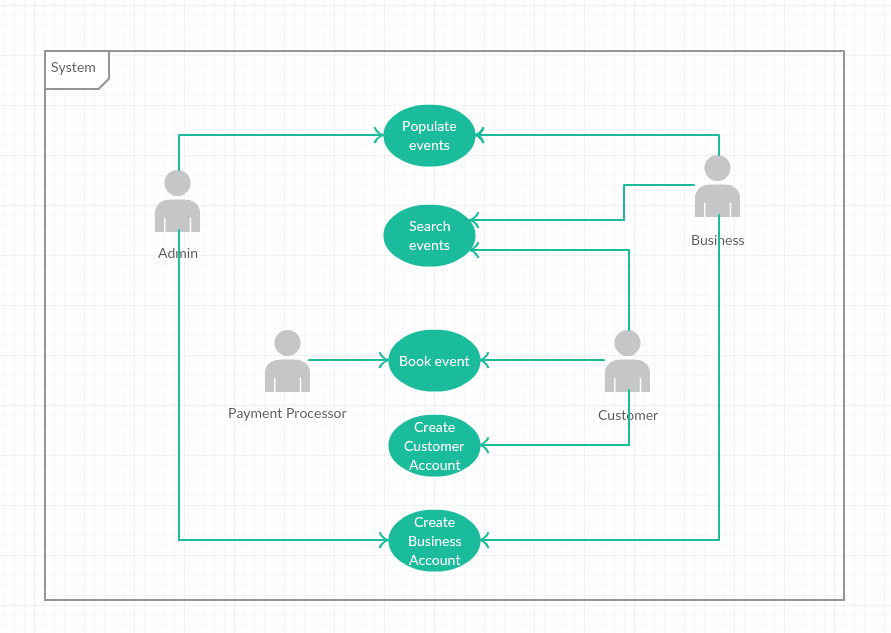 System
Populate
events
Search
events
Admin
Business
Book event
Payment Processor
Customer
Create
Customer
Account
Create
Business
Account